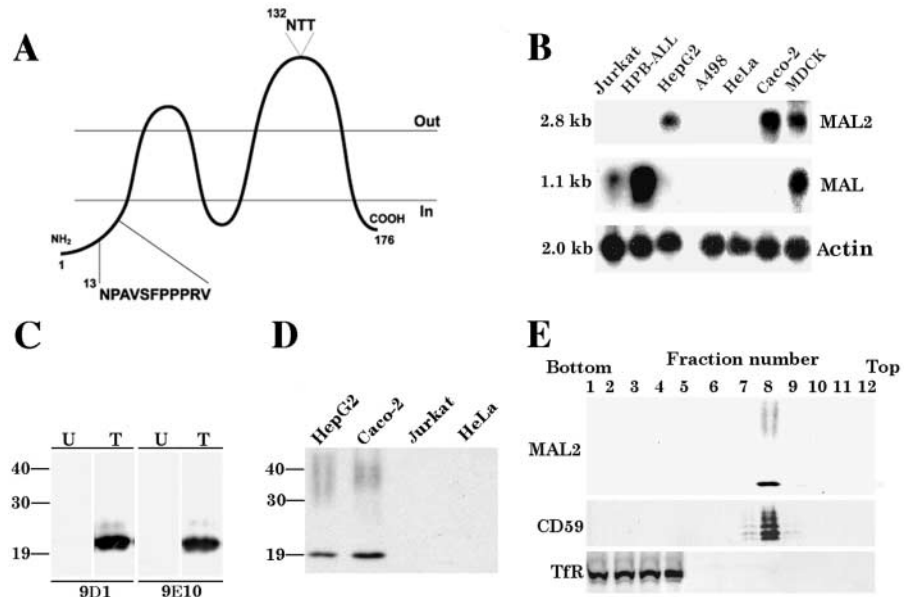 A
132
NTT
Out
In
NH2
1
COOH
176
13
NPAVSFPPPRV
B
Jurkat HPB-ALL HepG2 A498 HeLa Caco-2 MDCK
2.8 kb MAL2
1.1 kb MAL
2.0 kb Actin
C
U T U T
40
30
19
9D1 9E10
D
HepG2 Caco-2 Jurkat HeLa
40
30
19
E
Bottom Fraction number Top
1 2 3 4 5 6 7 8 9 10 11 12
MAL2
CD59
TfR